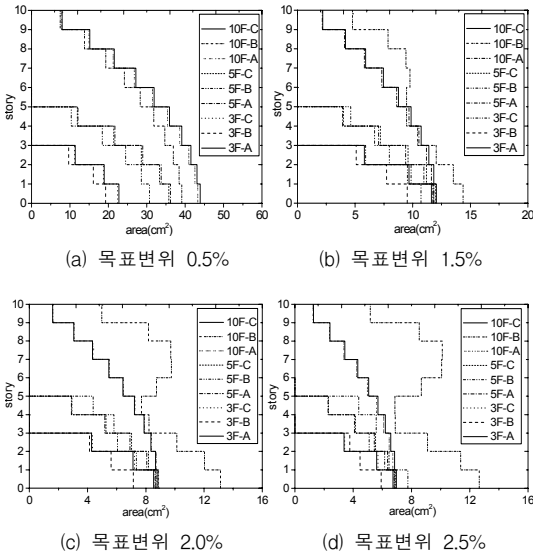 (a)
10
9
8
7
6
5
4
3
2
1
0
story
10F-C
10F-B
10F-A
5F-C
5F-B
5F-A
3F-C
3F-B
3F-A
0 10 20 30 40 50 60
area(cm²)
(a) 목표변위 0.5%
(b)
10
9
8
7
6
5
4
3
2
1
0
story
10F-C
10F-B
10F-A
5F-C
5F-B
5F-A
3F-C
3F-B
3F-A
0 5 10 15 20
area(cm²)
(b) 목표변위 1.5%
(c)
10
9
8
7
6
5
4
3
2
1
0
story
10F-C
10F-B
10F-A
5F-C
5F-B
5F-A
3F-C
3F-B
3F-A
0 4 8 12 16
area(cm²)
(c) 목표변위 2.0%
(d)
10
9
8
7
6
5
4
3
2
1
0
story
10F-C
10F-B
10F-A
5F-C
5F-B
5F-A
3F-C
3F-B
3F-A
0 4 8 12 16
area(cm²)
(d) 목표변위 2.5%